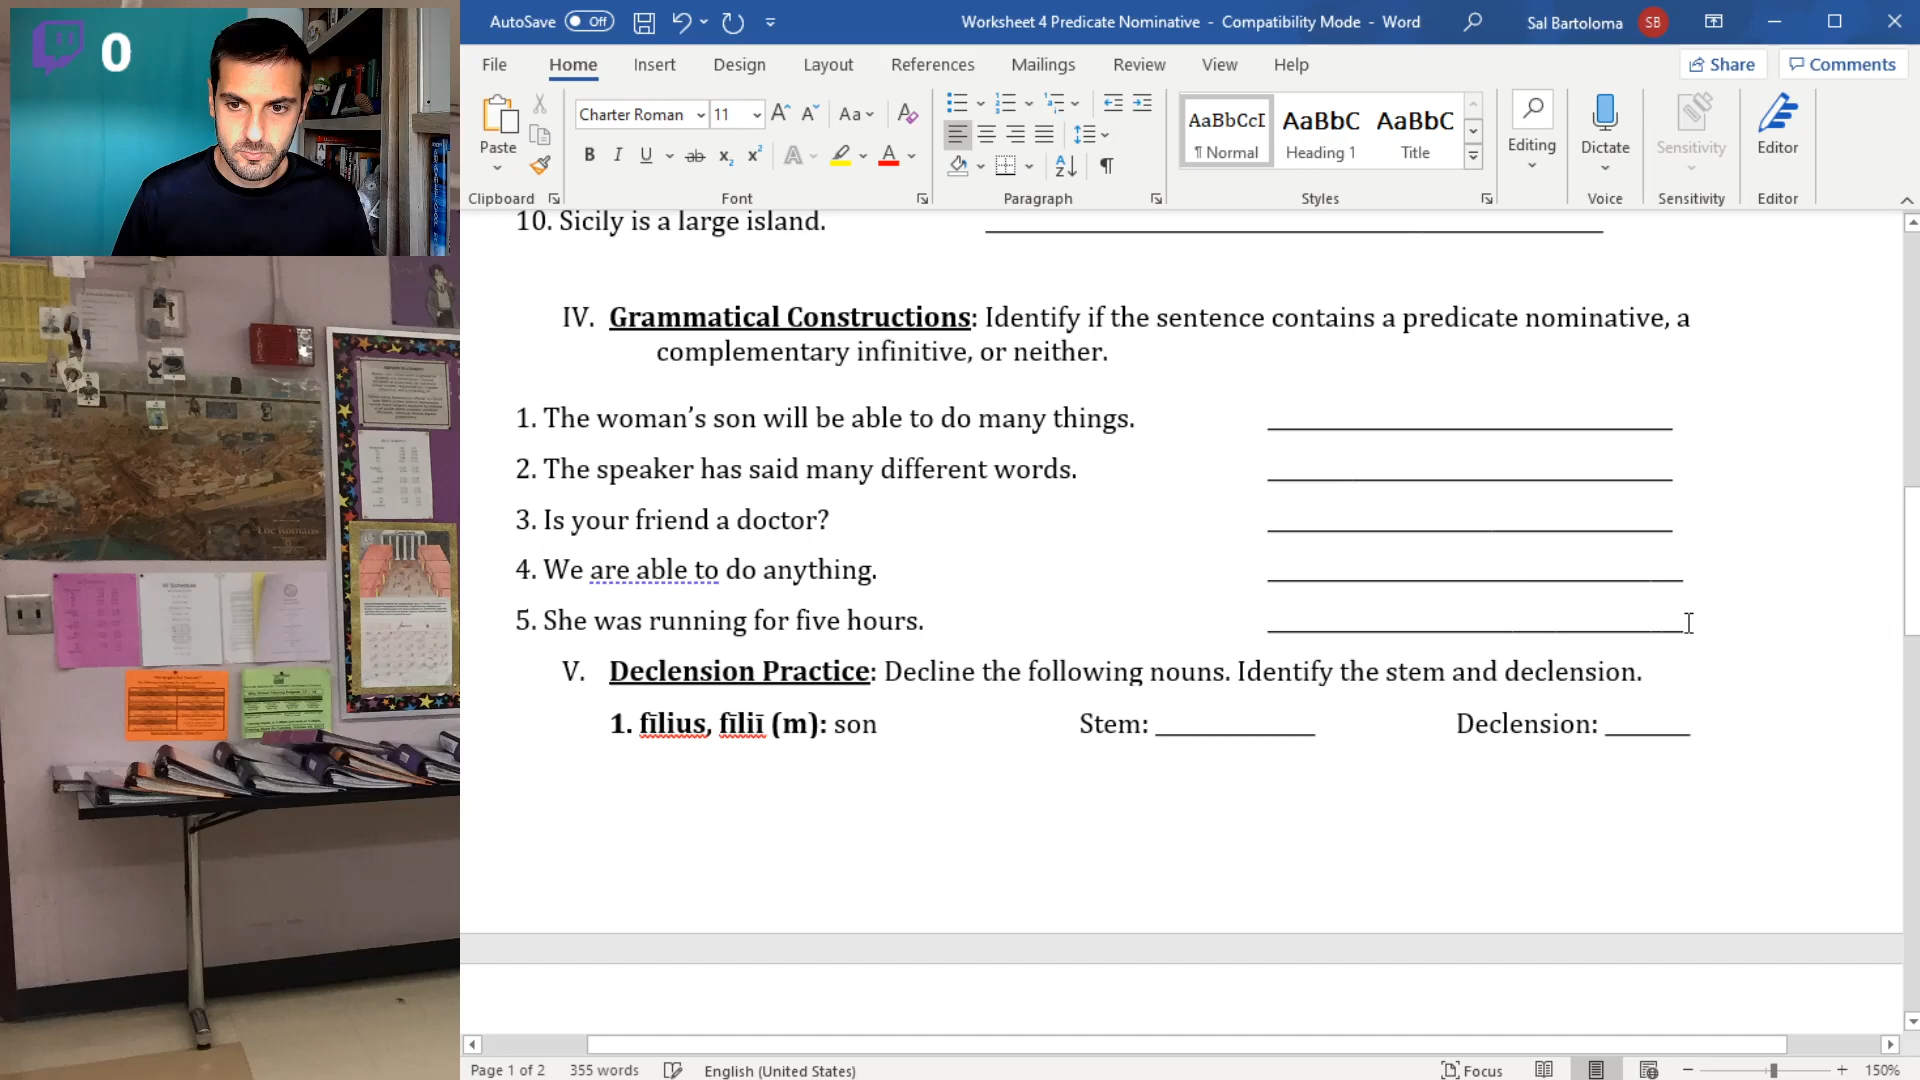 0
AutoSave Off
Worksheet 4 Predicate Nominative - Compatibility Mode - Word
Sal Bartoloma SB
File Home Insert Design Layout References Mailings Review View Help
Share Comments
Paste
Charter Roman 11
Aa
B I U ab x₂ x² A A
AaBbCcI AaBbC AaBbC
¶ Normal Heading 1 Title
Editing
Dictate
Sensitivity
Editor
Clipboard Font Paragraph Styles Voice Sensitivity Editor
10. Sicily is a large island.
IV. Grammatical Constructions: Identify if the sentence contains a predicate nominative, a
complementary infinitive, or neither.
1. The woman's son will be able to do many things.
2. The speaker has said many different words.
3. Is your friend a doctor?
4. We are able to do anything.
5. She was running for five hours.
V. Declension Practice: Decline the following nouns. Identify the stem and declension.
1. fīlius, fīliī (m): son Stem: Declension:
Page 1 of 2 355 words English (United States) Focus 150%
The Romans